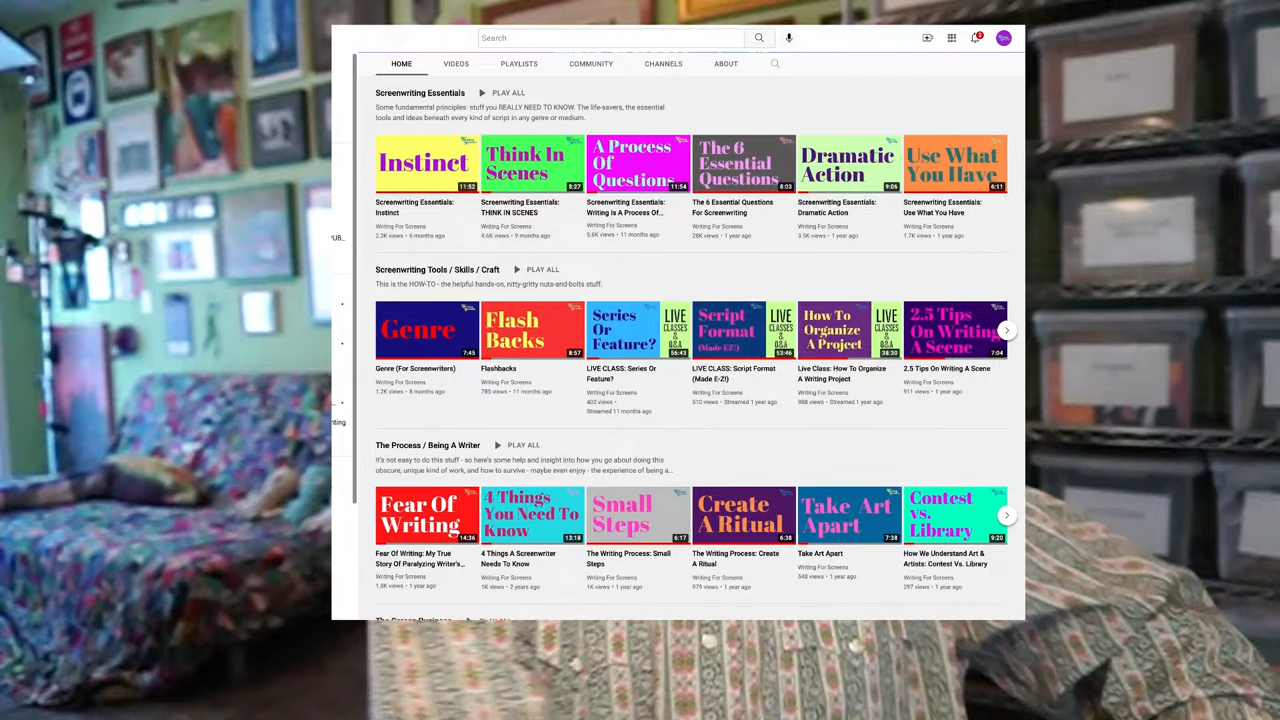 Search
3
HOME VIDEOS PLAYLISTS COMMUNITY CHANNELS ABOUT
Screenwriting Essentials PLAY ALL
Some fundamental principles: stuff you REALLY NEED TO KNOW. The life-savers, the essential
tools and ideas beneath every kind of script in any genre or medium.
Instinct
11:52
Think In
Scenes
8:27
A Process
Of
Questions
11:54
The 6
Essential
Questions
8:03
Dramatic
Action
9:06
Use What
You Have
6:11
Screenwriting Essentials:
Instinct
Writing For Screens
2.3K views • 6 months ago
Screenwriting Essentials:
THINK IN SCENES
Writing For Screens
4.6K views • 9 months ago
Screenwriting Essentials:
Writing Is A Process Of...
Writing For Screens
5.8K views • 11 months ago
The 6 Essential Questions
For Screenwriting
Writing For Screens
28K views • 1 year ago
Screenwriting Essentials:
Dramatic Action
Writing For Screens
3.5K views • 1 year ago
Screenwriting Essentials:
Use What You Have
Writing For Screens
1.7K views • 1 year ago
Screenwriting Tools / Skills / Craft PLAY ALL
This is the HOW-TO - the helpful hands-on, nitty-gritty nuts-and-bolts stuff.
Genre
7:45
Flash
Backs
8:57
Series
Or
Feature?
LIVE
CLASSES
&
Q&A
56:43
Script
Format
(Made EZ!)
LIVE
CLASSES
&
Q&A
53:46
How To
Organize
A Project
LIVE
CLASSES
&
Q&A
38:30
2.5 Tips
On Writing
A Scene
7:04
Genre (For Screenwriters)
Writing For Screens
1.2K views • 8 months ago
Flashbacks
Writing For Screens
785 views • 11 months ago
LIVE CLASS: Series Or
Feature?
Writing For Screens
402 views •
Streamed 11 months ago
LIVE CLASS: Script Format
(Made E-Z!)
Writing For Screens
510 views • Streamed 1 year ago
Live Class: How To Organize
A Writing Project
Writing For Screens
988 views • Streamed 1 year ago
2.5 Tips On Writing A Scene
Writing For Screens
911 views • 1 year ago
The Process / Being A Writer PLAY ALL
It's not easy to do this stuff - so here's some help and insight into how you go about doing this
obscure, unique kind of work, and how to survive - maybe even enjoy - the experience of being a...
Fear Of
Writing
14:36
4 Things
You Need To
Know
13:18
Small
Steps
6:17
Create
A Ritual
6:38
Take Art
Apart
7:38
Contest
vs.
Library
9:20
Fear Of Writing: My True
Story Of Paralyzing Writer's...
Writing For Screens
1.8K views • 1 year ago
4 Things A Screenwriter
Needs To Know
Writing For Screens
1K views • 2 years ago
The Writing Process: Small
Steps
Writing For Screens
1K views • 1 year ago
The Writing Process: Create
A Ritual
Writing For Screens
979 views • 1 year ago
Take Art Apart
Writing For Screens
548 views • 1 year ago
How We Understand Art &
Artists: Contest Vs. Library
Writing For Screens
297 views • 1 year ago